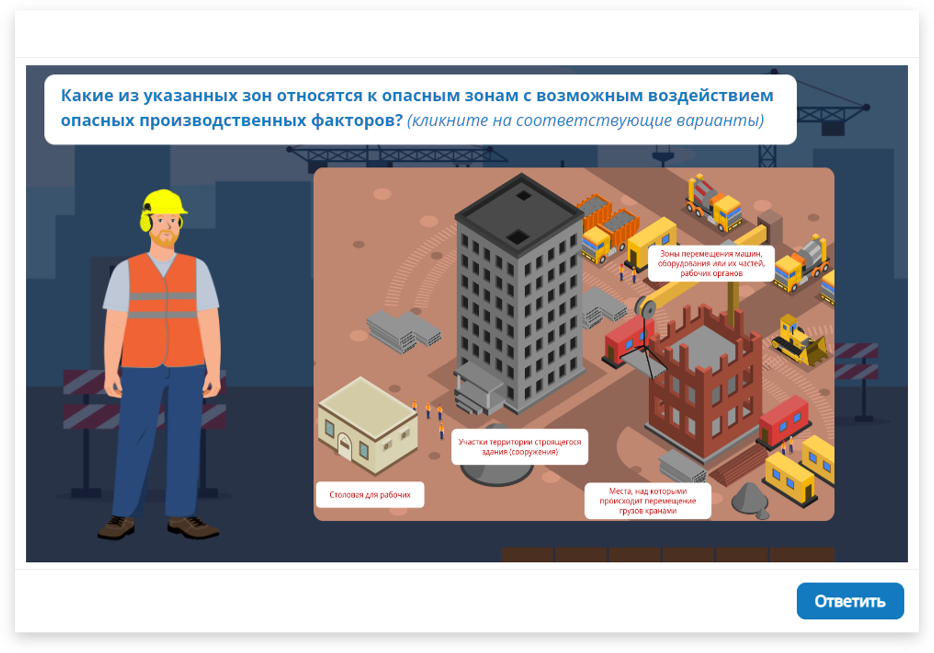 Какие из указанных зон относятся к опасным зонам с возможным воздействием
опасных производственных факторов? (кликните на соответствующие варианты)
Зоны перемещения машин,
оборудования или их частей,
рабочих органов
Участки территории строящегося
здания (сооружения)
Столовая для рабочих
Места, над которыми
происходит перемещение
грузов кранами
Ответить